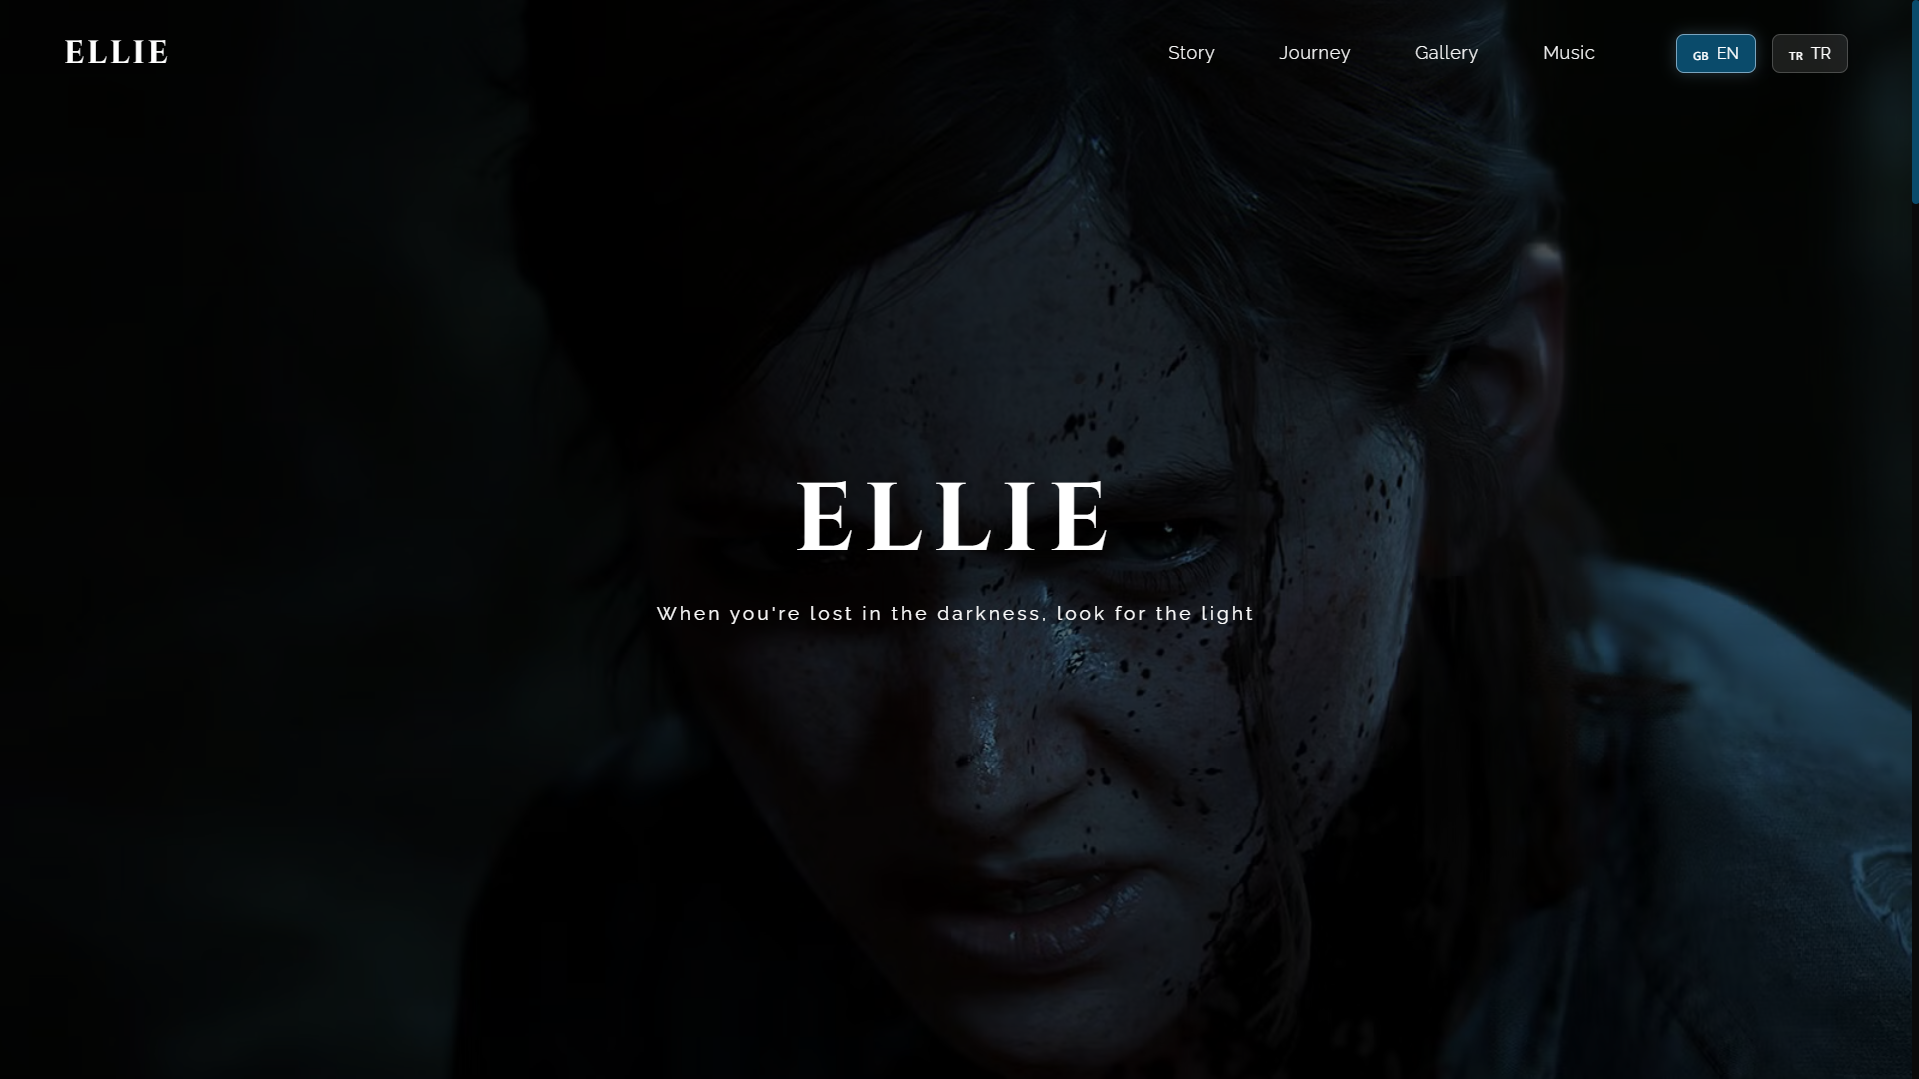 ELLIE
Story Journey Gallery Music GB EN TR TR
ELLIE
When you're lost in the darkness, look for the light